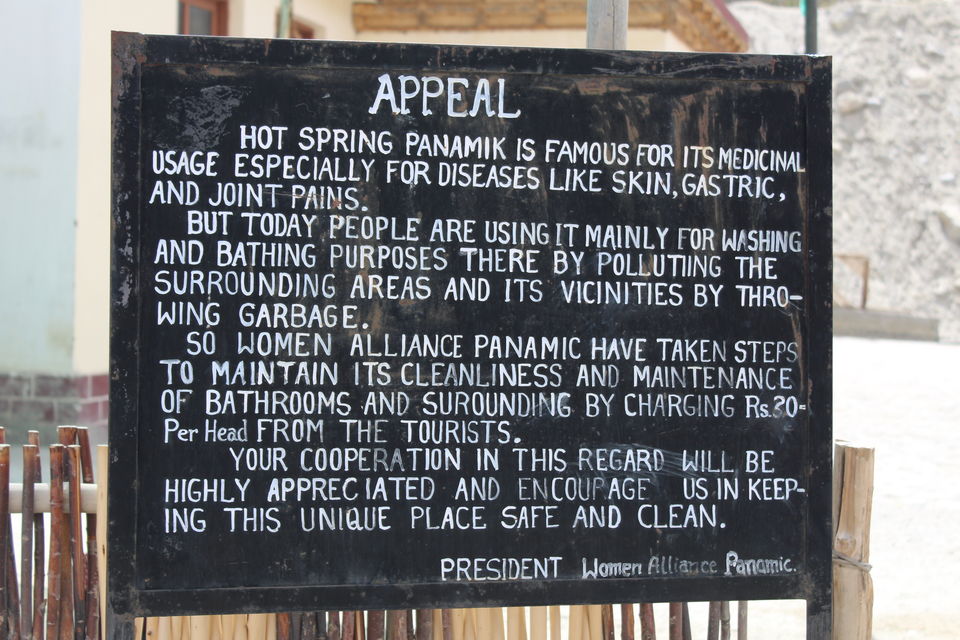 APPEAL
HOT SPRING PANAMIK IS FAMOUS FOR ITS MEDICINAL
USAGE ESPECIALLY FOR DISEASES LIKE SKIN, GASTRIC,
AND JOINT PAINS.
BUT TODAY PEOPLE ARE USING IT MAINLY FOR WASHING
AND BATHING PURPOSES THERE BY POLLUTIING THE
SURROUNDING AREAS AND ITS VICINITIES BY THRO-
WING GARBAGE.
SO WOMEN ALLIANCE PANAMIC HAVE TAKEN STEPS
TO MAINTAIN ITS CLEANLINESS AND MAINTENANCE
OF BATHROOMS AND SUROUNDING BY CHARGING Rs.
Per Head FROM THE TOURISTS.
YOUR COOPERATION IN THIS REGARD WILL BE
HIGHLY APPRECIATED AND ENCOUPAGE US IN KEEP-
ING THIS UNIQUE PLACE SAFE AND CLEAN.
PRESIDENT Women Alliance Panamic.